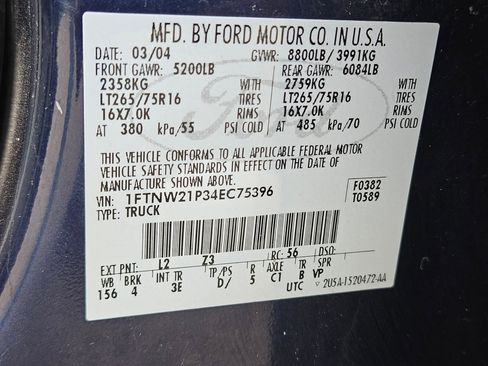 MFD. BY FORD MOTOR CO. IN U.S.A.
DATE: 03/04 GVWR: 8800LB/ 3991KG
FRONT GAWR: 5200LB REAR GAWR: 6084LB
2358KG WITH 2759KG WITH
LT265/75R16 TIRES LT265/75R16 TIRES
16X7.0K RIMS 16X7.0K RIMS
AT 380 kPa/55 PSI COLD AT 485 kPa/70 PSI COLD
THIS VEHICLE CONFORMS TO ALL APPLICABLE FEDERAL MOTOR
VEHICLE SAFETY STANDARDS IN EFFECT ON THE DATE OF
MANUFACTURE SHOWN ABOVE.
VIN: 1FTNW21P34EC75396 F0382
TYPE: TRUCK T0589
EXT PNT: L2 Z3 RC: 56 DSO:
WB BRK INT TR TP/PS R AXLE TR SPR
156 4 3E D/ 5 C1 B VP
UTC ▽ 2U5A-1520472-AA
Ford